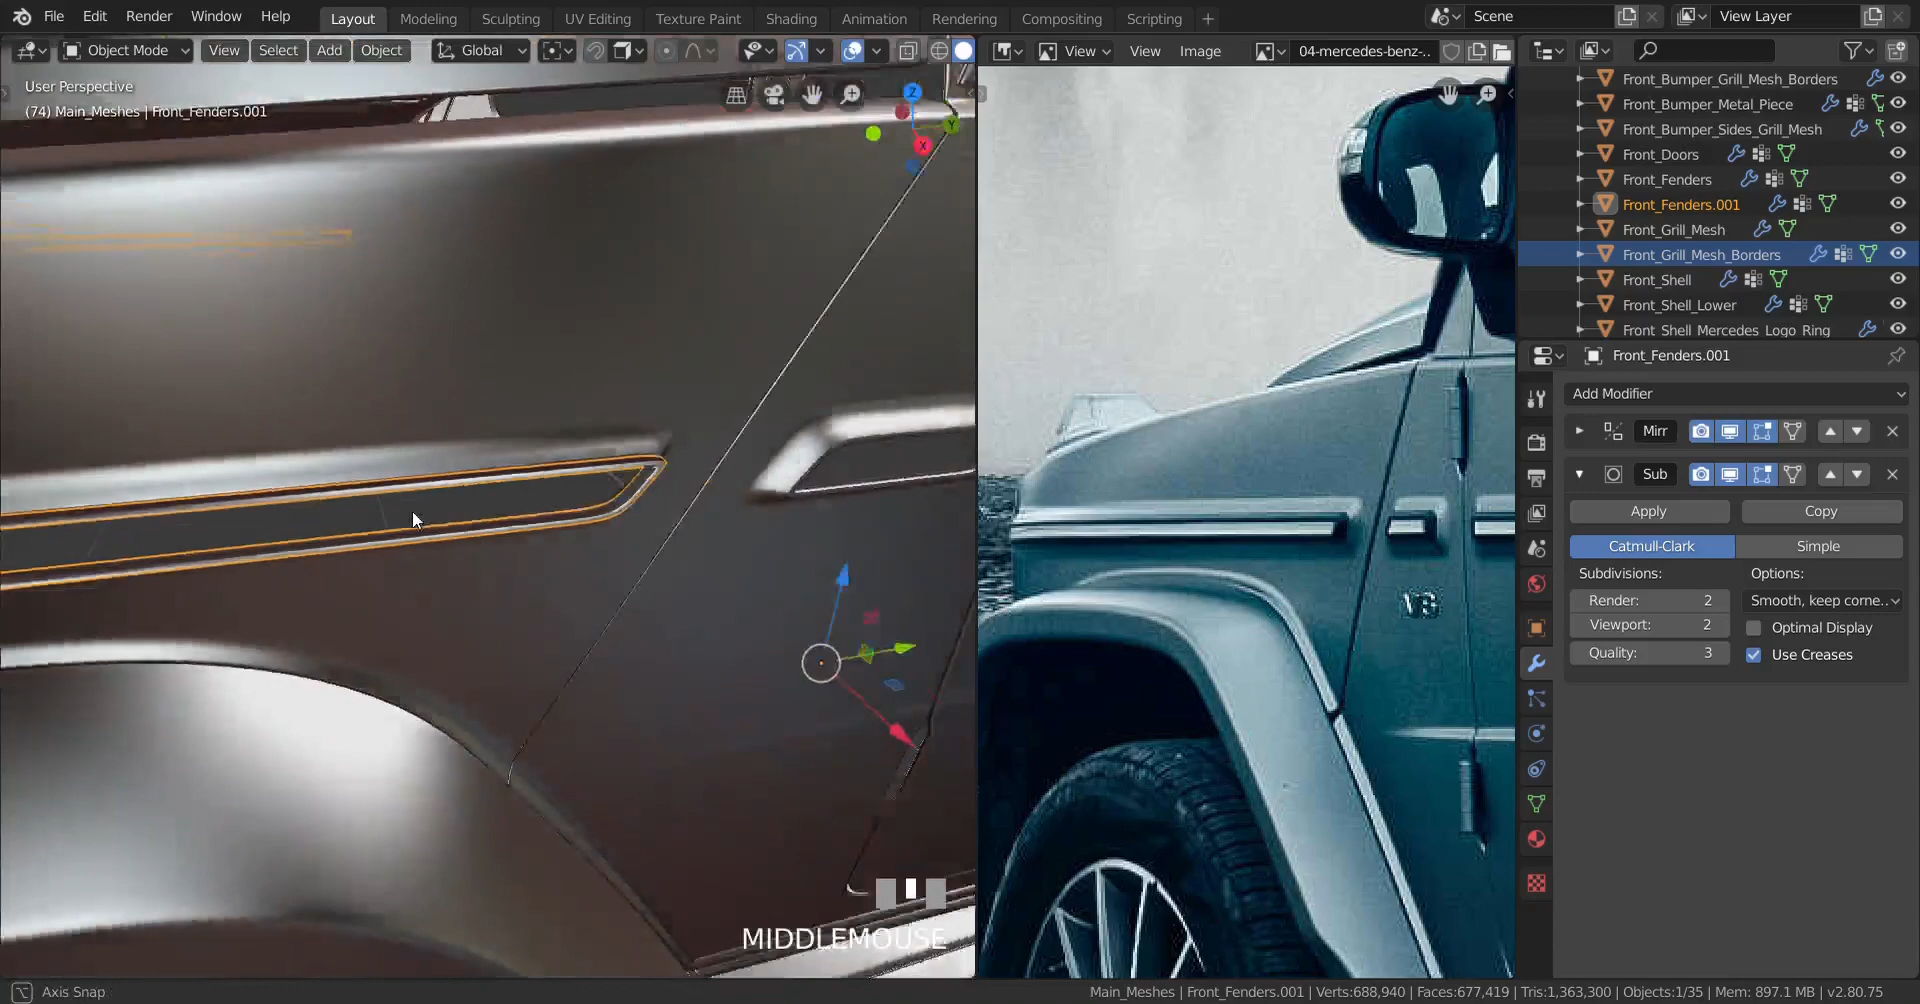 File Edit Render Window Help Layout Modeling Sculpting UV Editing Texture Paint Shading Animation Rendering Compositing Scripting + Scene View Layer
Object Mode View Select Add Object Global View View Image 04-mercedes-benz-..
User Perspective
(74) Main_Meshes | Front_Fenders.001
Z
Y
X
V8
MIDDLEMOUSE
Front_Bumper_Grill_Mesh_Borders
Front_Bumper_Metal_Piece
Front_Bumper_Sides_Grill_Mesh
Front_Doors
Front_Fenders
Front_Fenders.001
Front_Grill_Mesh
Front_Grill_Mesh_Borders
Front_Shell
Front_Shell_Lower
Front_Shell_Mercedes_Logo_Ring
Front_Fenders.001
Add Modifier
Mirr
Sub
Apply Copy
Catmull-Clark Simple
Subdivisions: Options:
Render: 2 Smooth, keep corne..
Viewport: 2 Optimal Display
Quality: 3 Use Creases
Axis Snap Main_Meshes | Front_Fenders.001 | Verts:688,940 | Faces:677,419 | Tris:1,363,300 | Objects:1/35 | Mem: 897.1 MB | v2.80.75